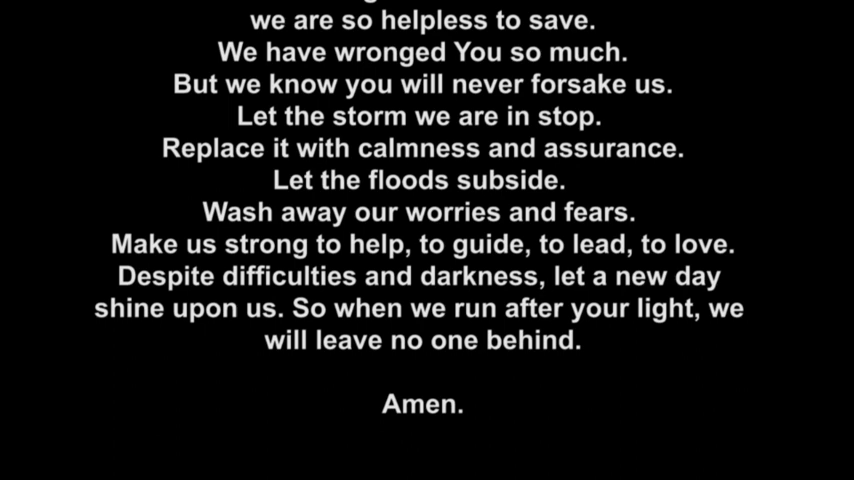 we are so helpless to save.
We have wronged You so much.
But we know you will never forsake us.
Let the storm we are in stop.
Replace it with calmness and assurance.
Let the floods subside.
Wash away our worries and fears.
Make us strong to help, to guide, to lead, to love.
Despite difficulties and darkness, let a new day
shine upon us. So when we run after your light, we
will leave no one behind.
Amen.